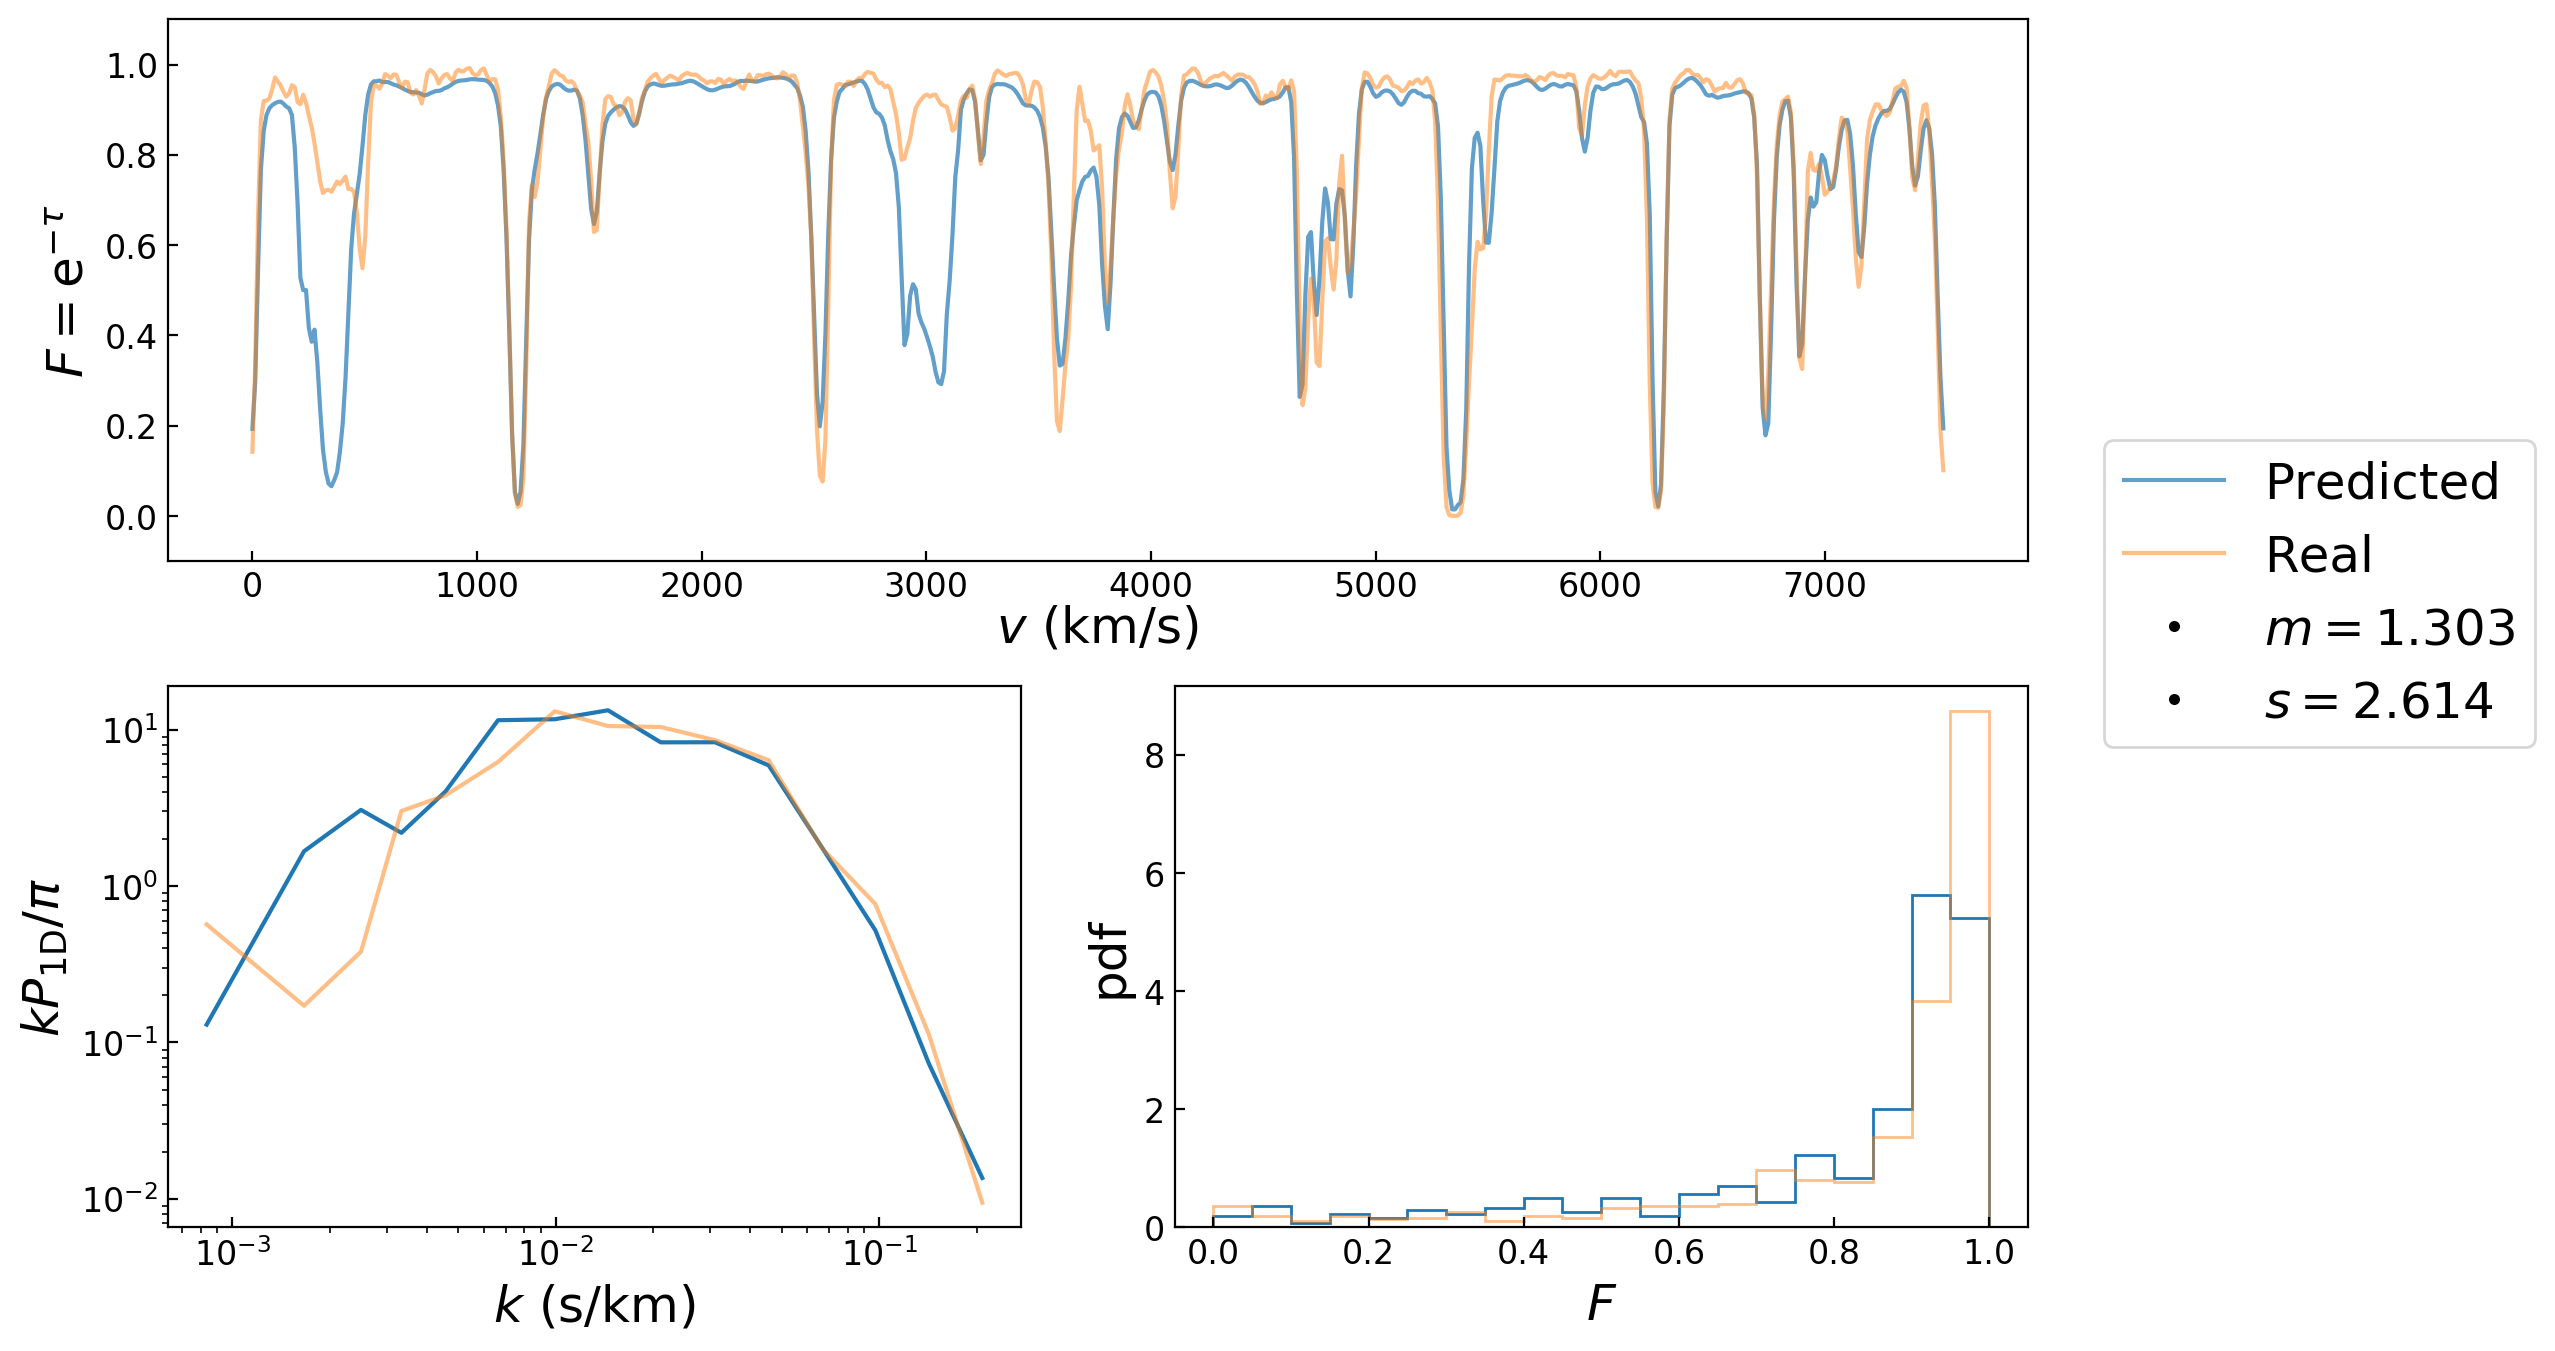 1.0
0.8
0.6
0.4
0.2
0.0
F = e^{−τ}
0 1000 2000 3000 4000 5000 6000 7000
v (km/s)
Predicted
Real
m = 1.303
s = 2.614
10^1
10^0
10^{−1}
10^{−2}
kP_{1D}/π
10^{−3} 10^{−2} 10^{−1}
k (s/km)
8
6
4
2
0
pdf
0.0 0.2 0.4 0.6 0.8 1.0
F